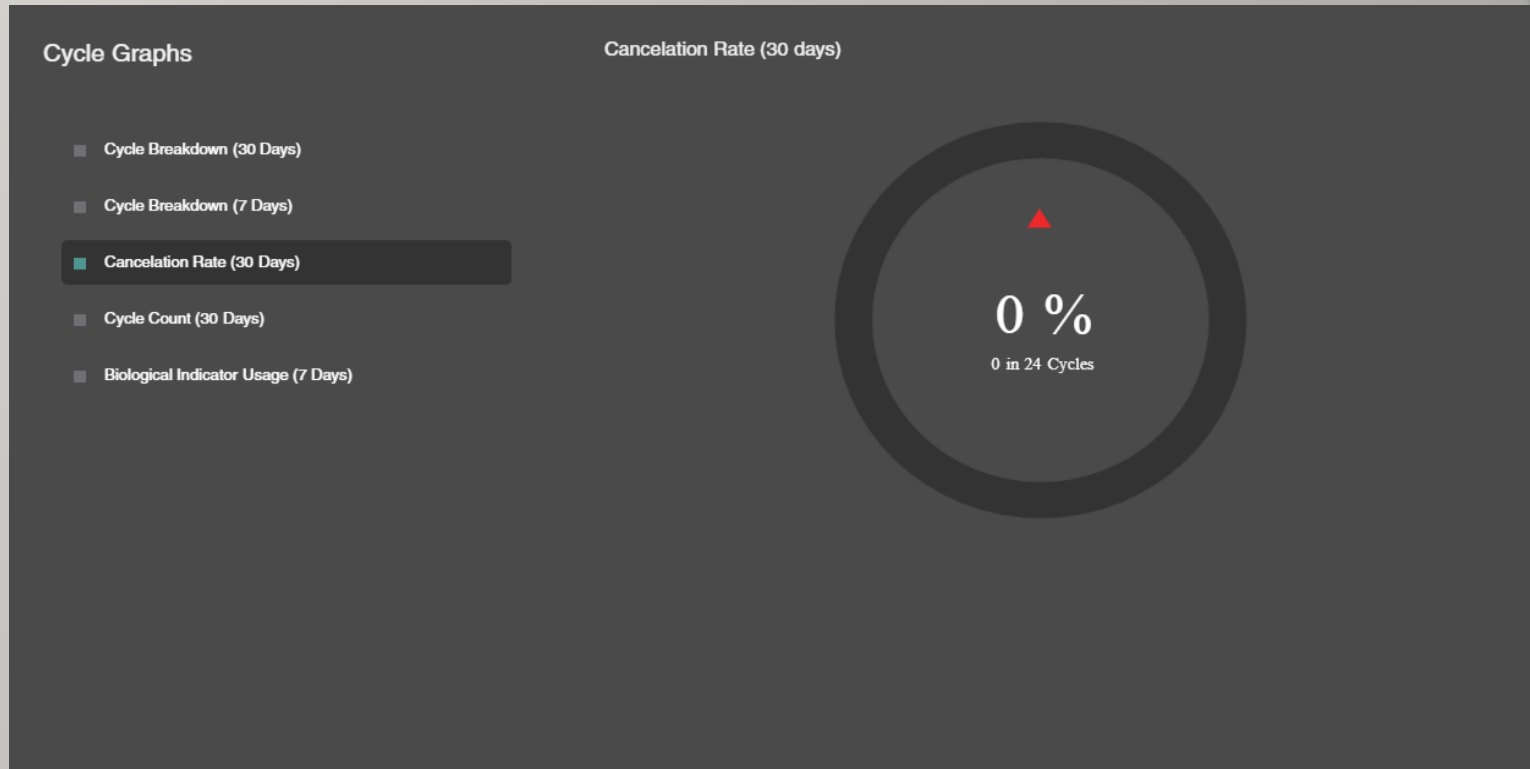 Cycle Graphs
Cycle Breakdown (30 Days)
Cycle Breakdown (7 Days)
Cancelation Rate (30 Days)
Cycle Count (30 Days)
Biological Indicator Usage (7 Days)
Cancelation Rate (30 days)
0 %
0 in 24 Cycles